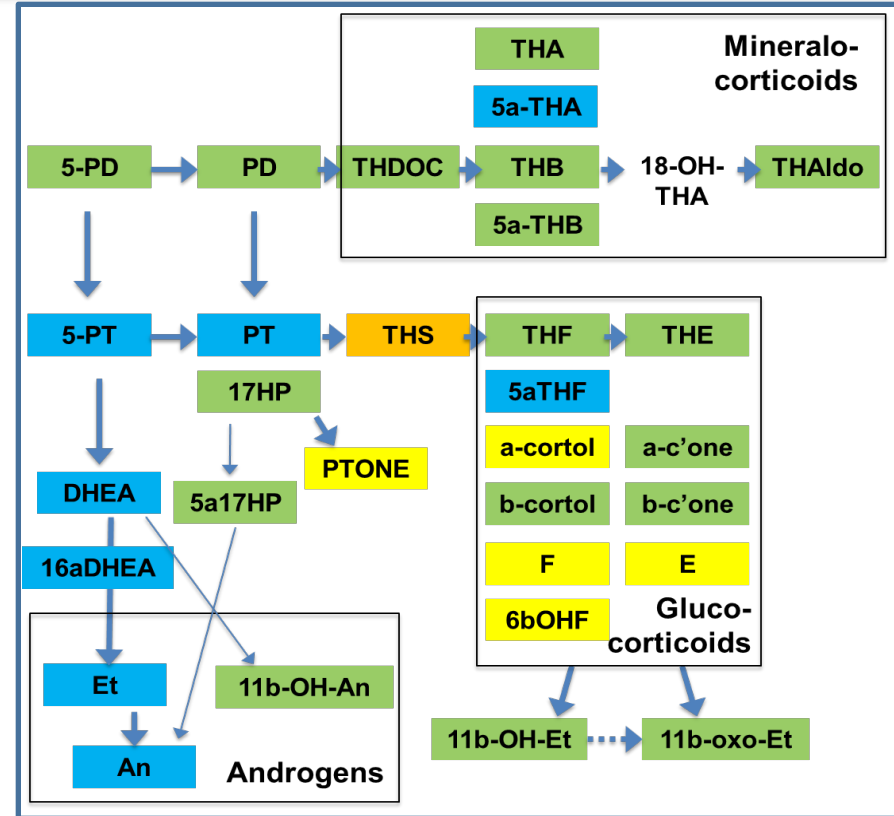 THA
Mineralo-
corticoids
5a-THA
5-PD
PD
THDOC
THB
18-OH-
THA
THAldo
5a-THB
5-PT
PT
THS
THF
THE
17HP
5aTHF
PTONE
a-cortol
a-c’one
DHEA
5a17HP
b-cortol
b-c’one
16aDHEA
F
E
6bOHF
Gluco-
corticoids
Et
11b-OH-An
11b-OH-Et
11b-oxo-Et
An
Androgens